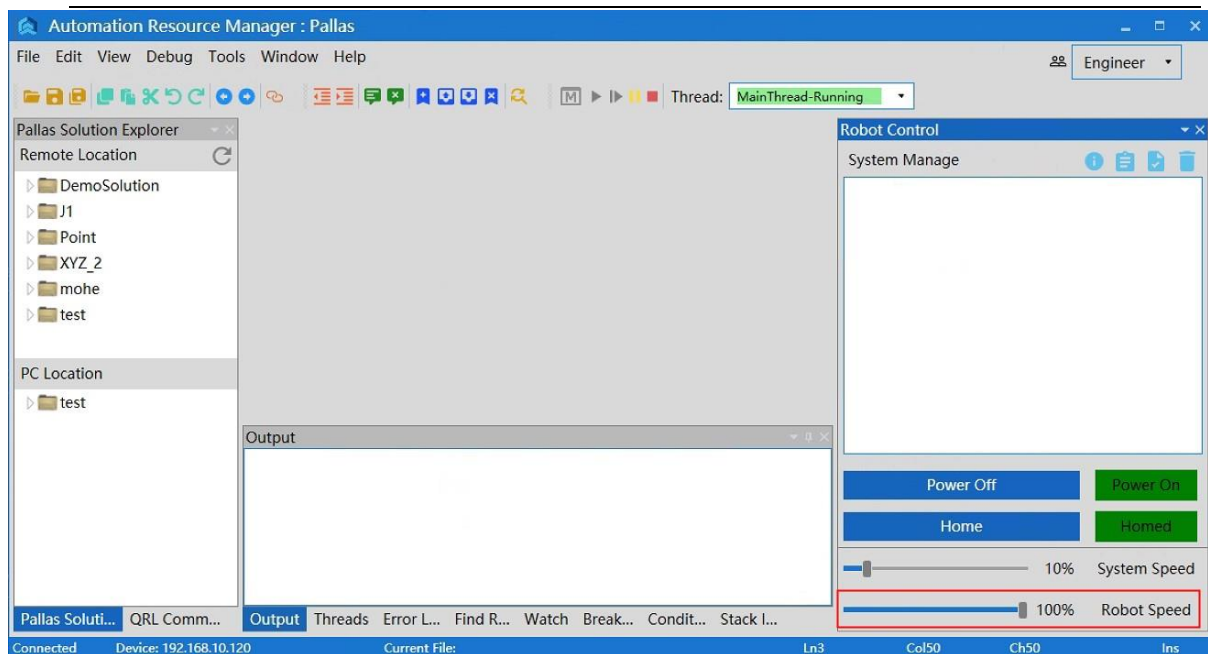 Automation Resource Manager : Pallas
File Edit View Debug Tools Window Help
Engineer
Thread: MainThread-Running
Pallas Solution Explorer
Remote Location
DemoSolution
J1
Point
XYZ_2
mohe
test
PC Location
test
Output
Robot Control
System Manage
Power Off Power On
Home Homed
10% System Speed
100% Robot Speed
Pallas Soluti... QRL Comm...
Output Threads Error L... Find R... Watch Break... Condit... Stack I...
Connected Device: 192.168.10.120 Current File: Ln3 Col50 Ch50 Ins